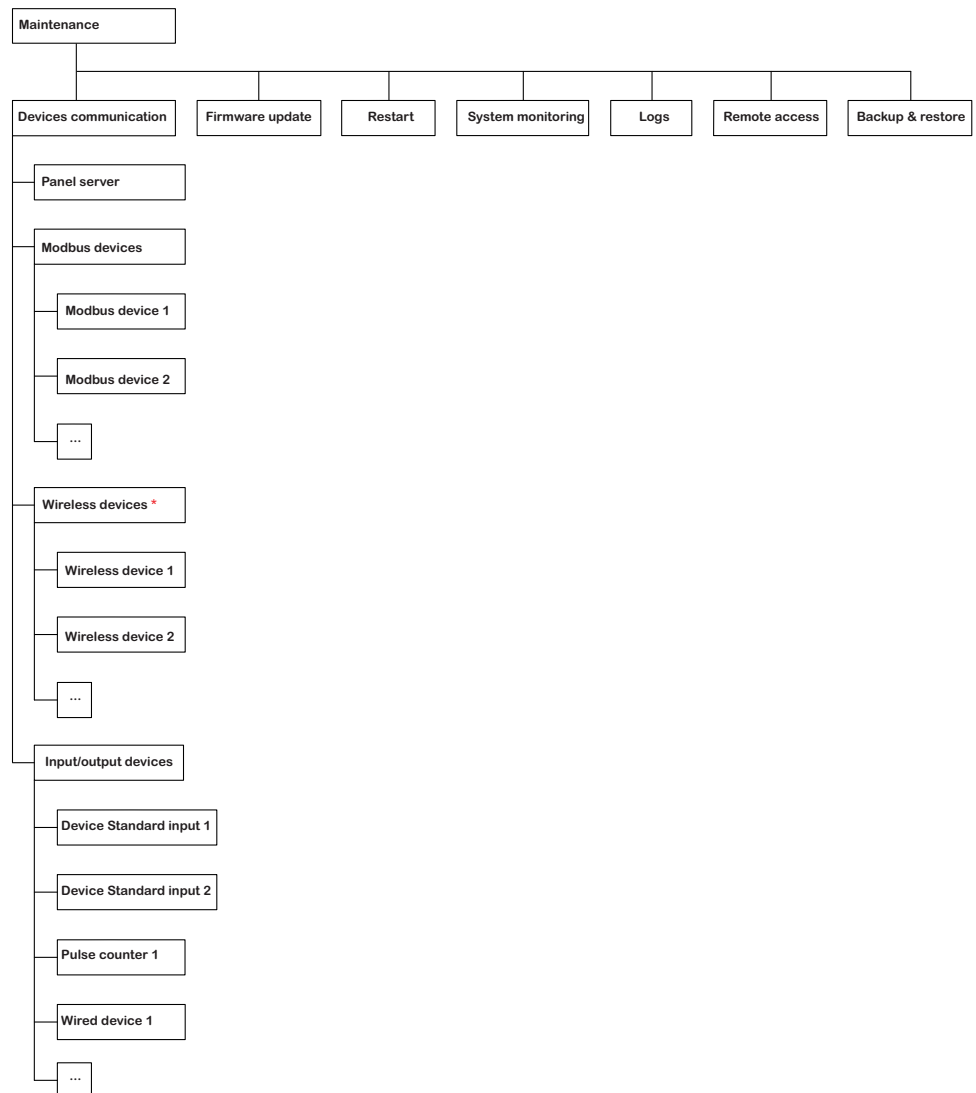 Maintenance
Devices communication
Firmware update
Restart
System monitoring
Logs
Remote access
Backup & restore
Panel server
Modbus devices
Modbus device 1
Modbus device 2
...
Wireless devices *
Wireless device 1
Wireless device 2
...
Input/output devices
Device Standard input 1
Device Standard input 2
Pulse counter 1
Wired device 1
...